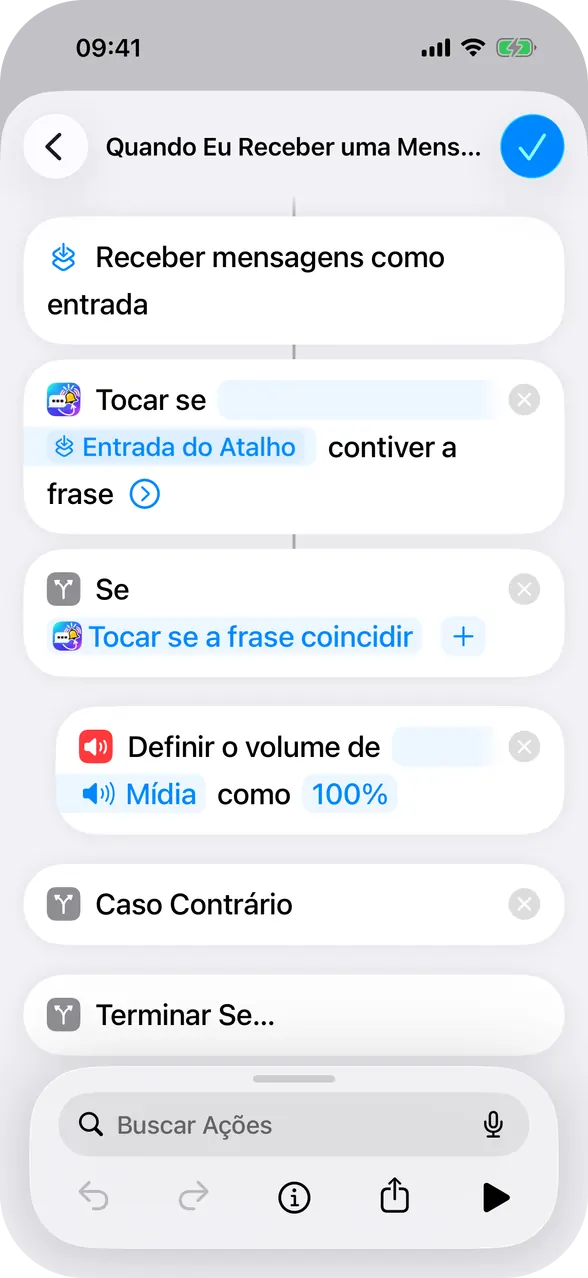 09:41
Quando Eu Receber uma Mens...
Receber mensagens como
entrada
Tocar se
Entrada do Atalho contiver a
frase
Se
Tocar se a frase coincidir
Definir o volume de
Mídia como 100%
Caso Contrário
Terminar Se...
Buscar Ações